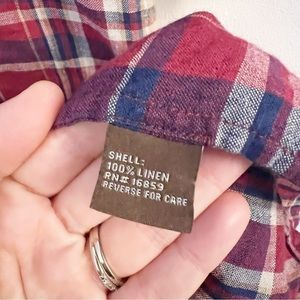 SHELL:
100% LINEN
RN# 16859
REVERSE FOR CARE